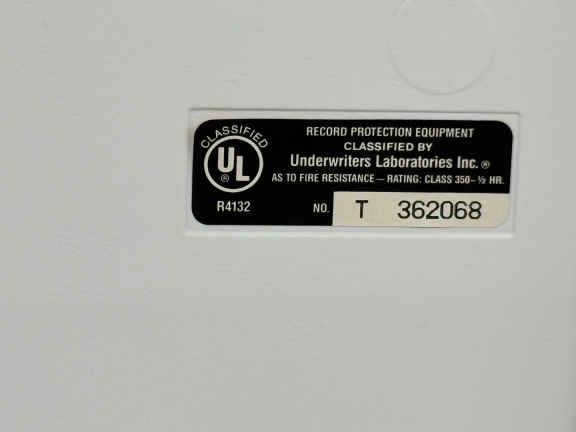 CLASSIFIED
UL®
R4132
RECORD PROTECTION EQUIPMENT
CLASSIFIED BY
Underwriters Laboratories Inc.®
AS TO FIRE RESISTANCE — RATING: CLASS 350-½ HR.
NO. T 362068